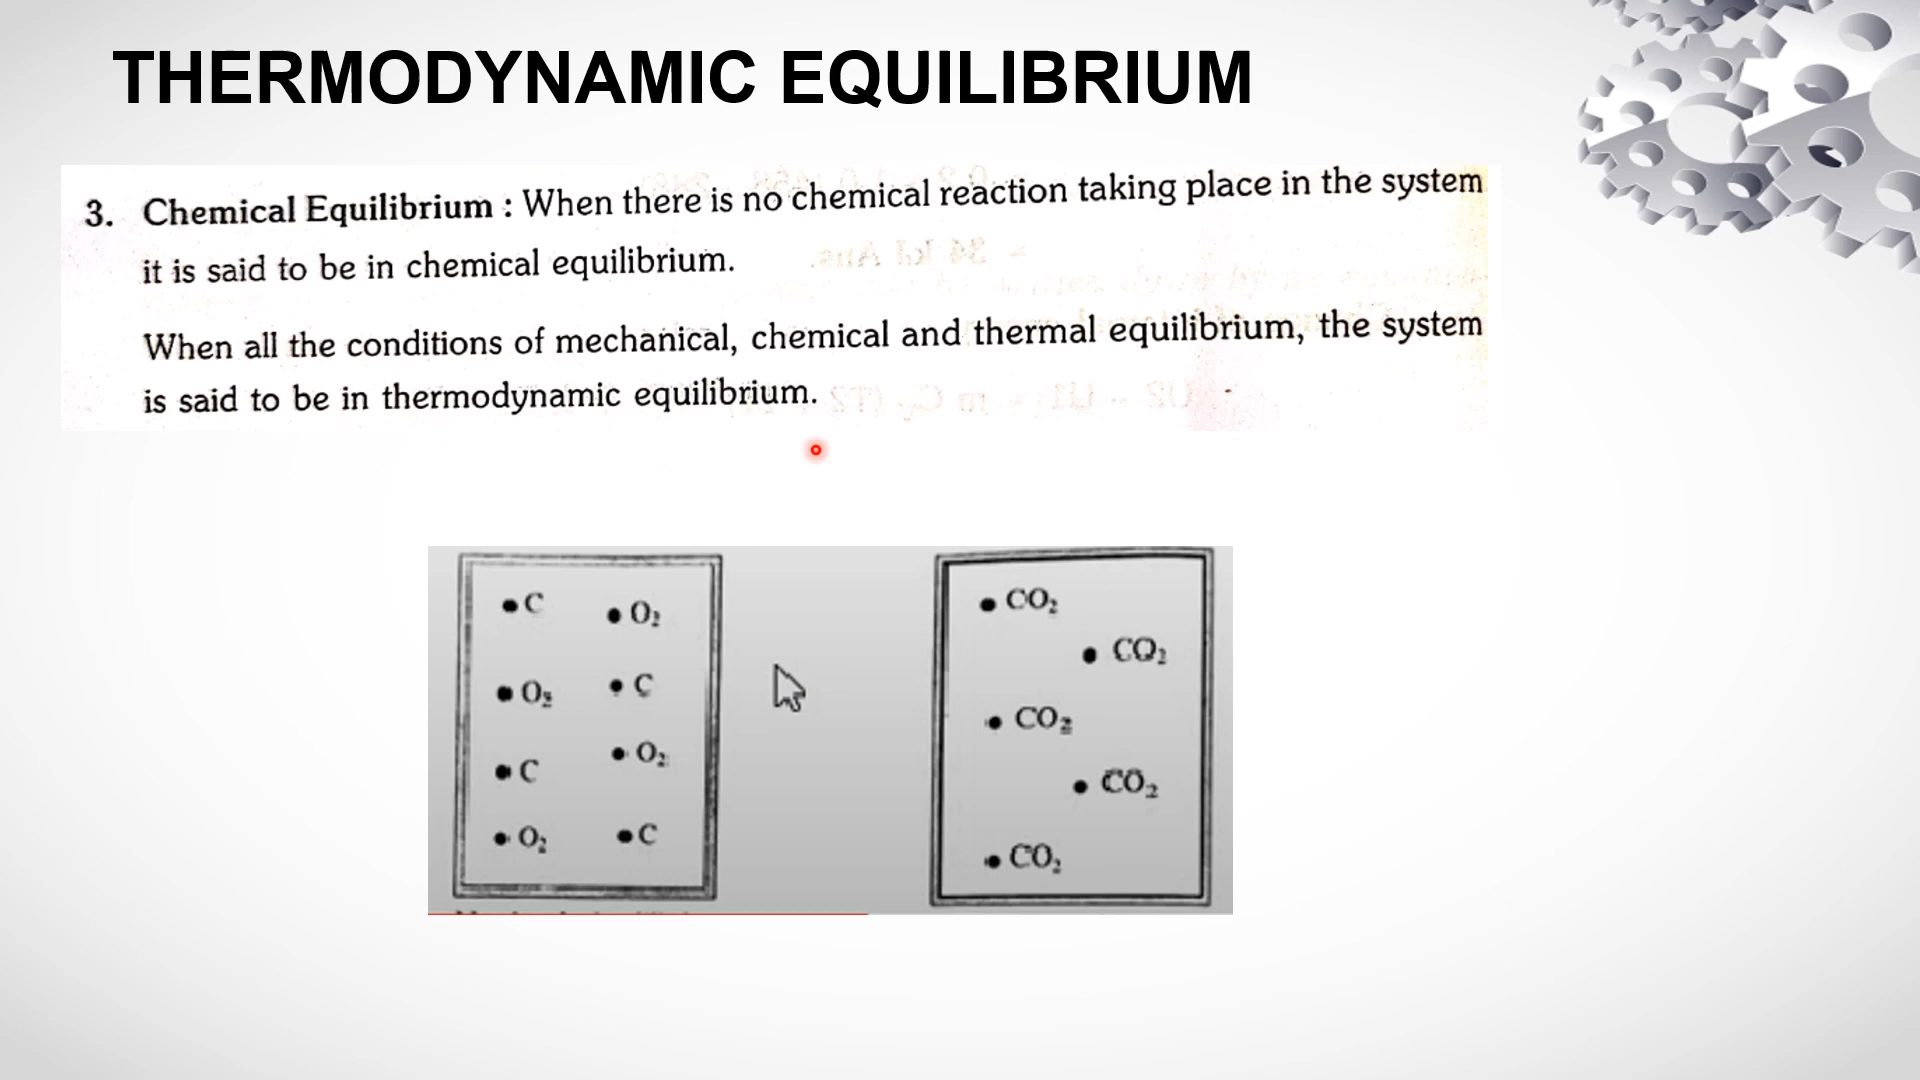 THERMODYNAMIC EQUILIBRIUM
3. Chemical Equilibrium : When there is no chemical reaction taking place in the system
it is said to be in chemical equilibrium.
When all the conditions of mechanical, chemical and thermal equilibrium, the system
is said to be in thermodynamic equilibrium.
C O₂
O₂ C
C O₂
O₂ C
CO₂
CO₂
CO₂
CO₂
CO₂